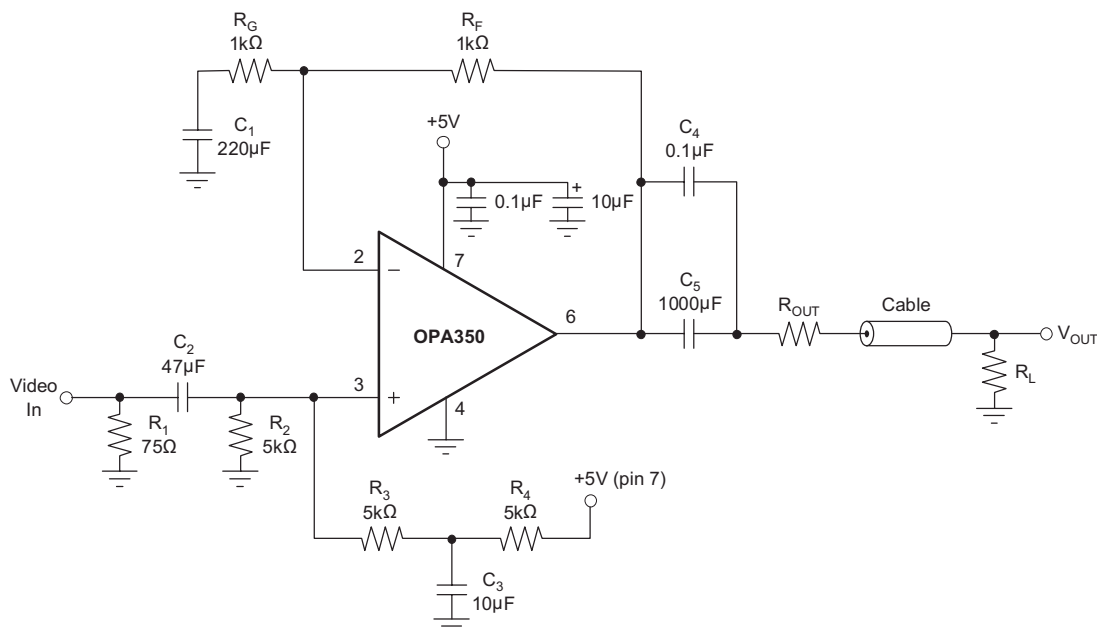 R_G
1kΩ
R_F
1kΩ
C_1
220µF
+5V
C_4
0.1µF
0.1µF
+
10µF
2
−
7
C_5
1000µF
R_OUT
Cable
OPA350
6
V_OUT
C_2
47µF
R_L
Video
In
3
+
4
R_1
75Ω
R_2
5kΩ
R_3
5kΩ
R_4
5kΩ
+5V (pin 7)
C_3
10µF